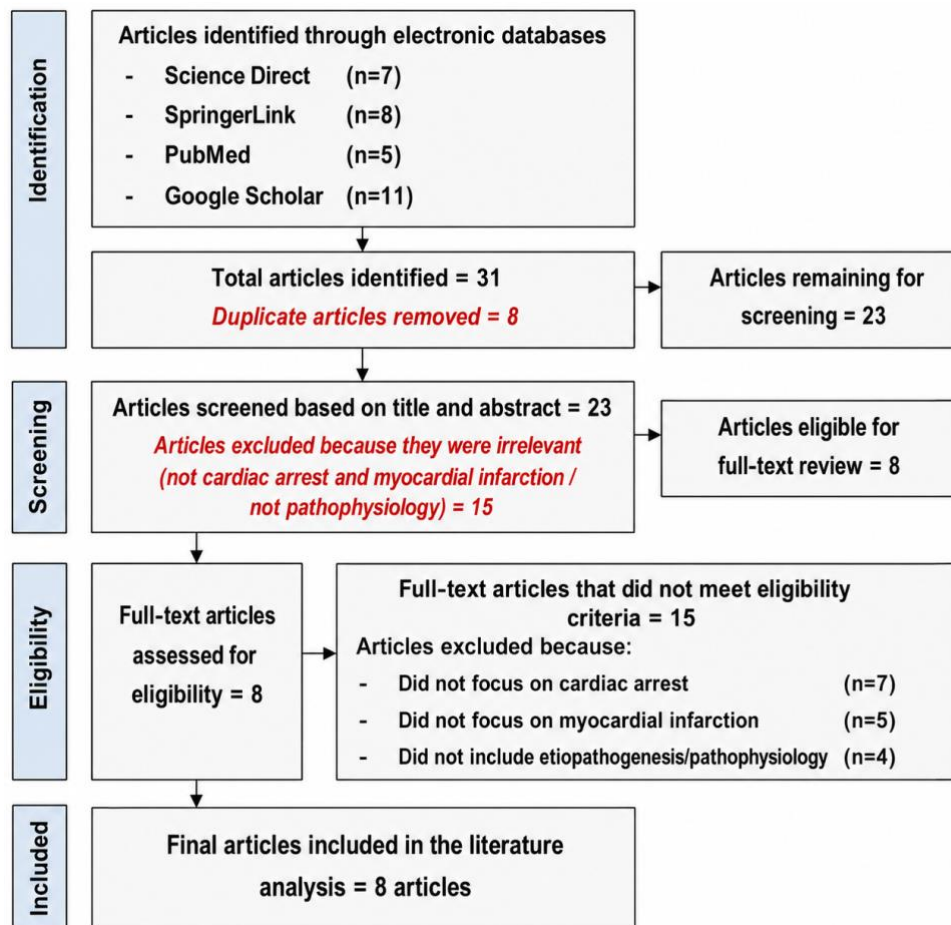 Identification
Articles identified through electronic databases
- Science Direct (n=7)
- SpringerLink (n=8)
- PubMed (n=5)
- Google Scholar (n=11)
Total articles identified = 31
Duplicate articles removed = 8
Articles remaining for
screening = 23
Screening
Articles screened based on title and abstract = 23
Articles excluded because they were irrelevant
(not cardiac arrest and myocardial infarction /
not pathophysiology) = 15
Articles eligible for
full-text review = 8
Eligibility
Full-text articles
assessed for
eligibility = 8
Full-text articles that did not meet eligibility
criteria = 15
Articles excluded because:
- Did not focus on cardiac arrest (n=7)
- Did not focus on myocardial infarction (n=5)
- Did not include etiopathogenesis/pathophysiology (n=4)
Included
Final articles included in the literature
analysis = 8 articles